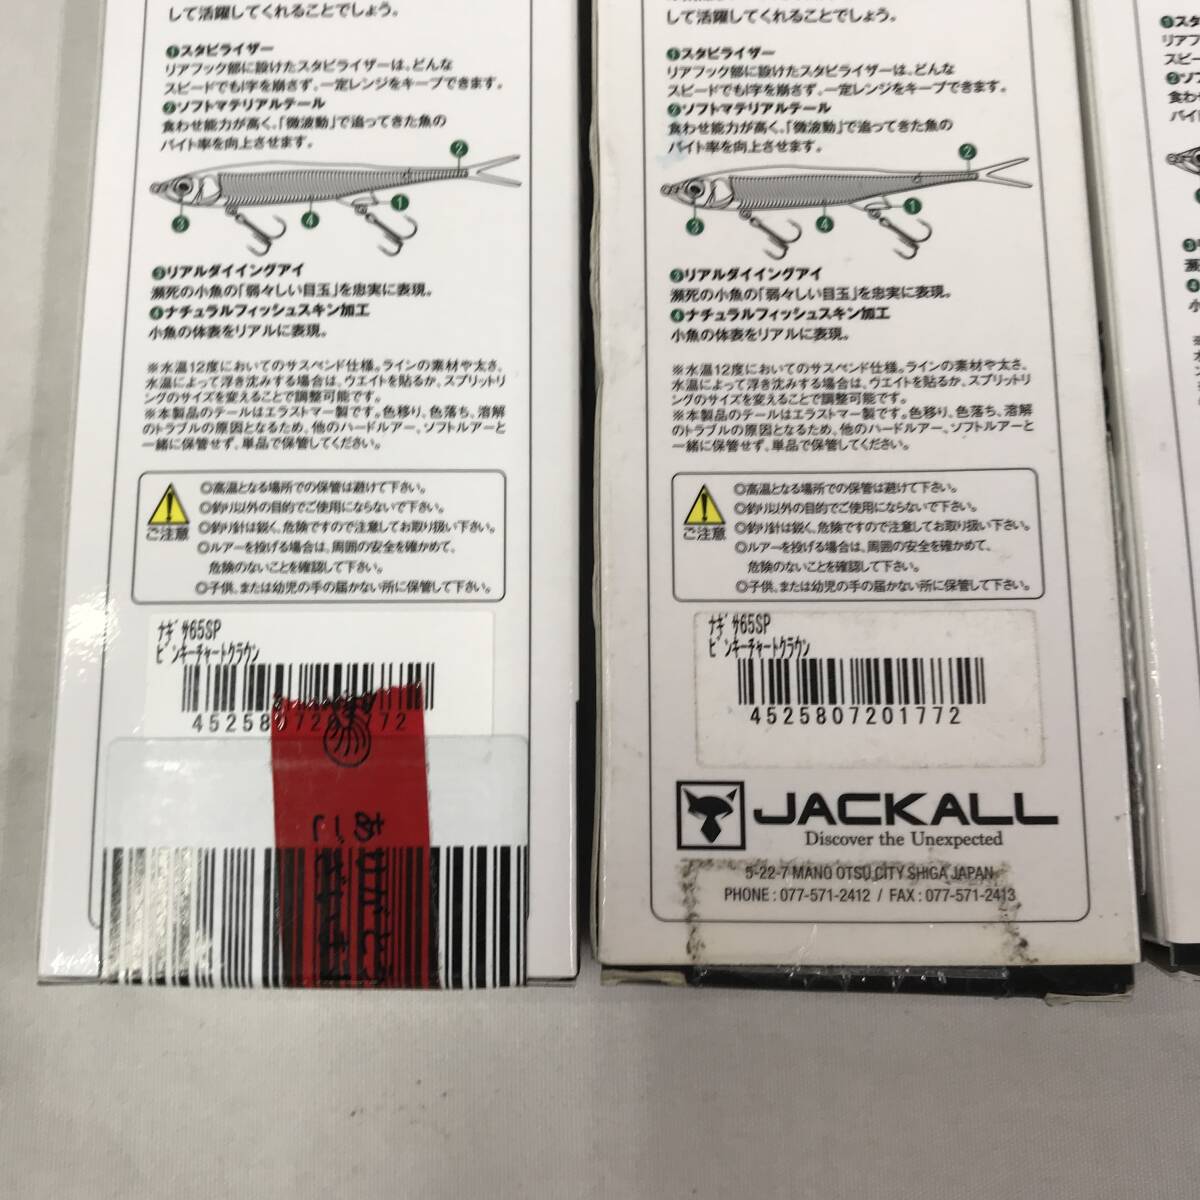 して活躍してくれることでしょう。
❶スタビライザー
リアフック部に設けたスタビライザーは、どんな
スピードでもI字を崩さず、一定レンジをキープできます。
❷ソフトマテリアルテール
食わせ能力が高く、「微波動」で追ってきた魚の
バイト率を向上させます。
❷
❶
❸
❹
❸リアルダイイングアイ
瀕死の小魚の「弱々しい目玉」を忠実に表現。
❹ナチュラルフィッシュスキン加工
小魚の体表をリアルに表現。
※水温12度においてのサスペンド仕様。ラインの素材や太さ、
水温によって浮き沈みする場合は、ウエイトを貼るか、スプリットリ
ングのサイズを変えることで調整可能です。
※本製品のテールはエラストマー製です。色移り、色落ち、溶解
のトラブルの原因となるため、他のハードルアー、ソフトルアーと
一緒に保管せず、単品で保管してください。
ご注意
◎高温となる場所での保管は避けて下さい。
◎釣り以外の目的でご使用にならないで下さい。
◎釣り針は鋭く、危険ですので注意してお取り扱い下さい。
◎ルアーを投げる場合は、周囲の安全を確かめて、
危険のないことを確認して下さい。
◎子供、または幼児の手の届かない所に保管して下さい。
ﾅｷﾞｻ65SP
ﾋﾟﾝｷｰﾁｬｰﾄｸﾗｳﾝ
4525807201772
ありがとう
ございます
して活躍してくれることでしょう。
❶スタビライザー
リアフック部に設けたスタビライザーは、どんな
スピードでもI字を崩さず、一定レンジをキープできます。
❷ソフトマテリアルテール
食わせ能力が高く、「微波動」で追ってきた魚の
バイト率を向上させます。
❷
❶
❸
❹
❸リアルダイイングアイ
瀕死の小魚の「弱々しい目玉」を忠実に表現。
❹ナチュラルフィッシュスキン加工
小魚の体表をリアルに表現。
※水温12度においてのサスペンド仕様。ラインの素材や太さ、
水温によって浮き沈みする場合は、ウエイトを貼るか、スプリットリ
ングのサイズを変えることで調整可能です。
※本製品のテールはエラストマー製です。色移り、色落ち、溶解
のトラブルの原因となるため、他のハードルアー、ソフトルアーと
一緒に保管せず、単品で保管してください。
ご注意
◎高温となる場所での保管は避けて下さい。
◎釣り以外の目的でご使用にならないで下さい。
◎釣り針は鋭く、危険ですので注意してお取り扱い下さい。
◎ルアーを投げる場合は、周囲の安全を確かめて、
危険のないことを確認して下さい。
◎子供、または幼児の手の届かない所に保管して下さい。
ﾅｷﾞｻ65SP
ﾋﾟﾝｷｰﾁｬｰﾄｸﾗｳﾝ
4525807201772
JACKALL
Discover the Unexpected
5-22-7 MANO OTSU CITY SHIGA JAPAN
PHONE : 077-571-2412 / FAX : 077-571-2413
❶スタ
リアフ
スピー
❷ソフ
食わ
バイト